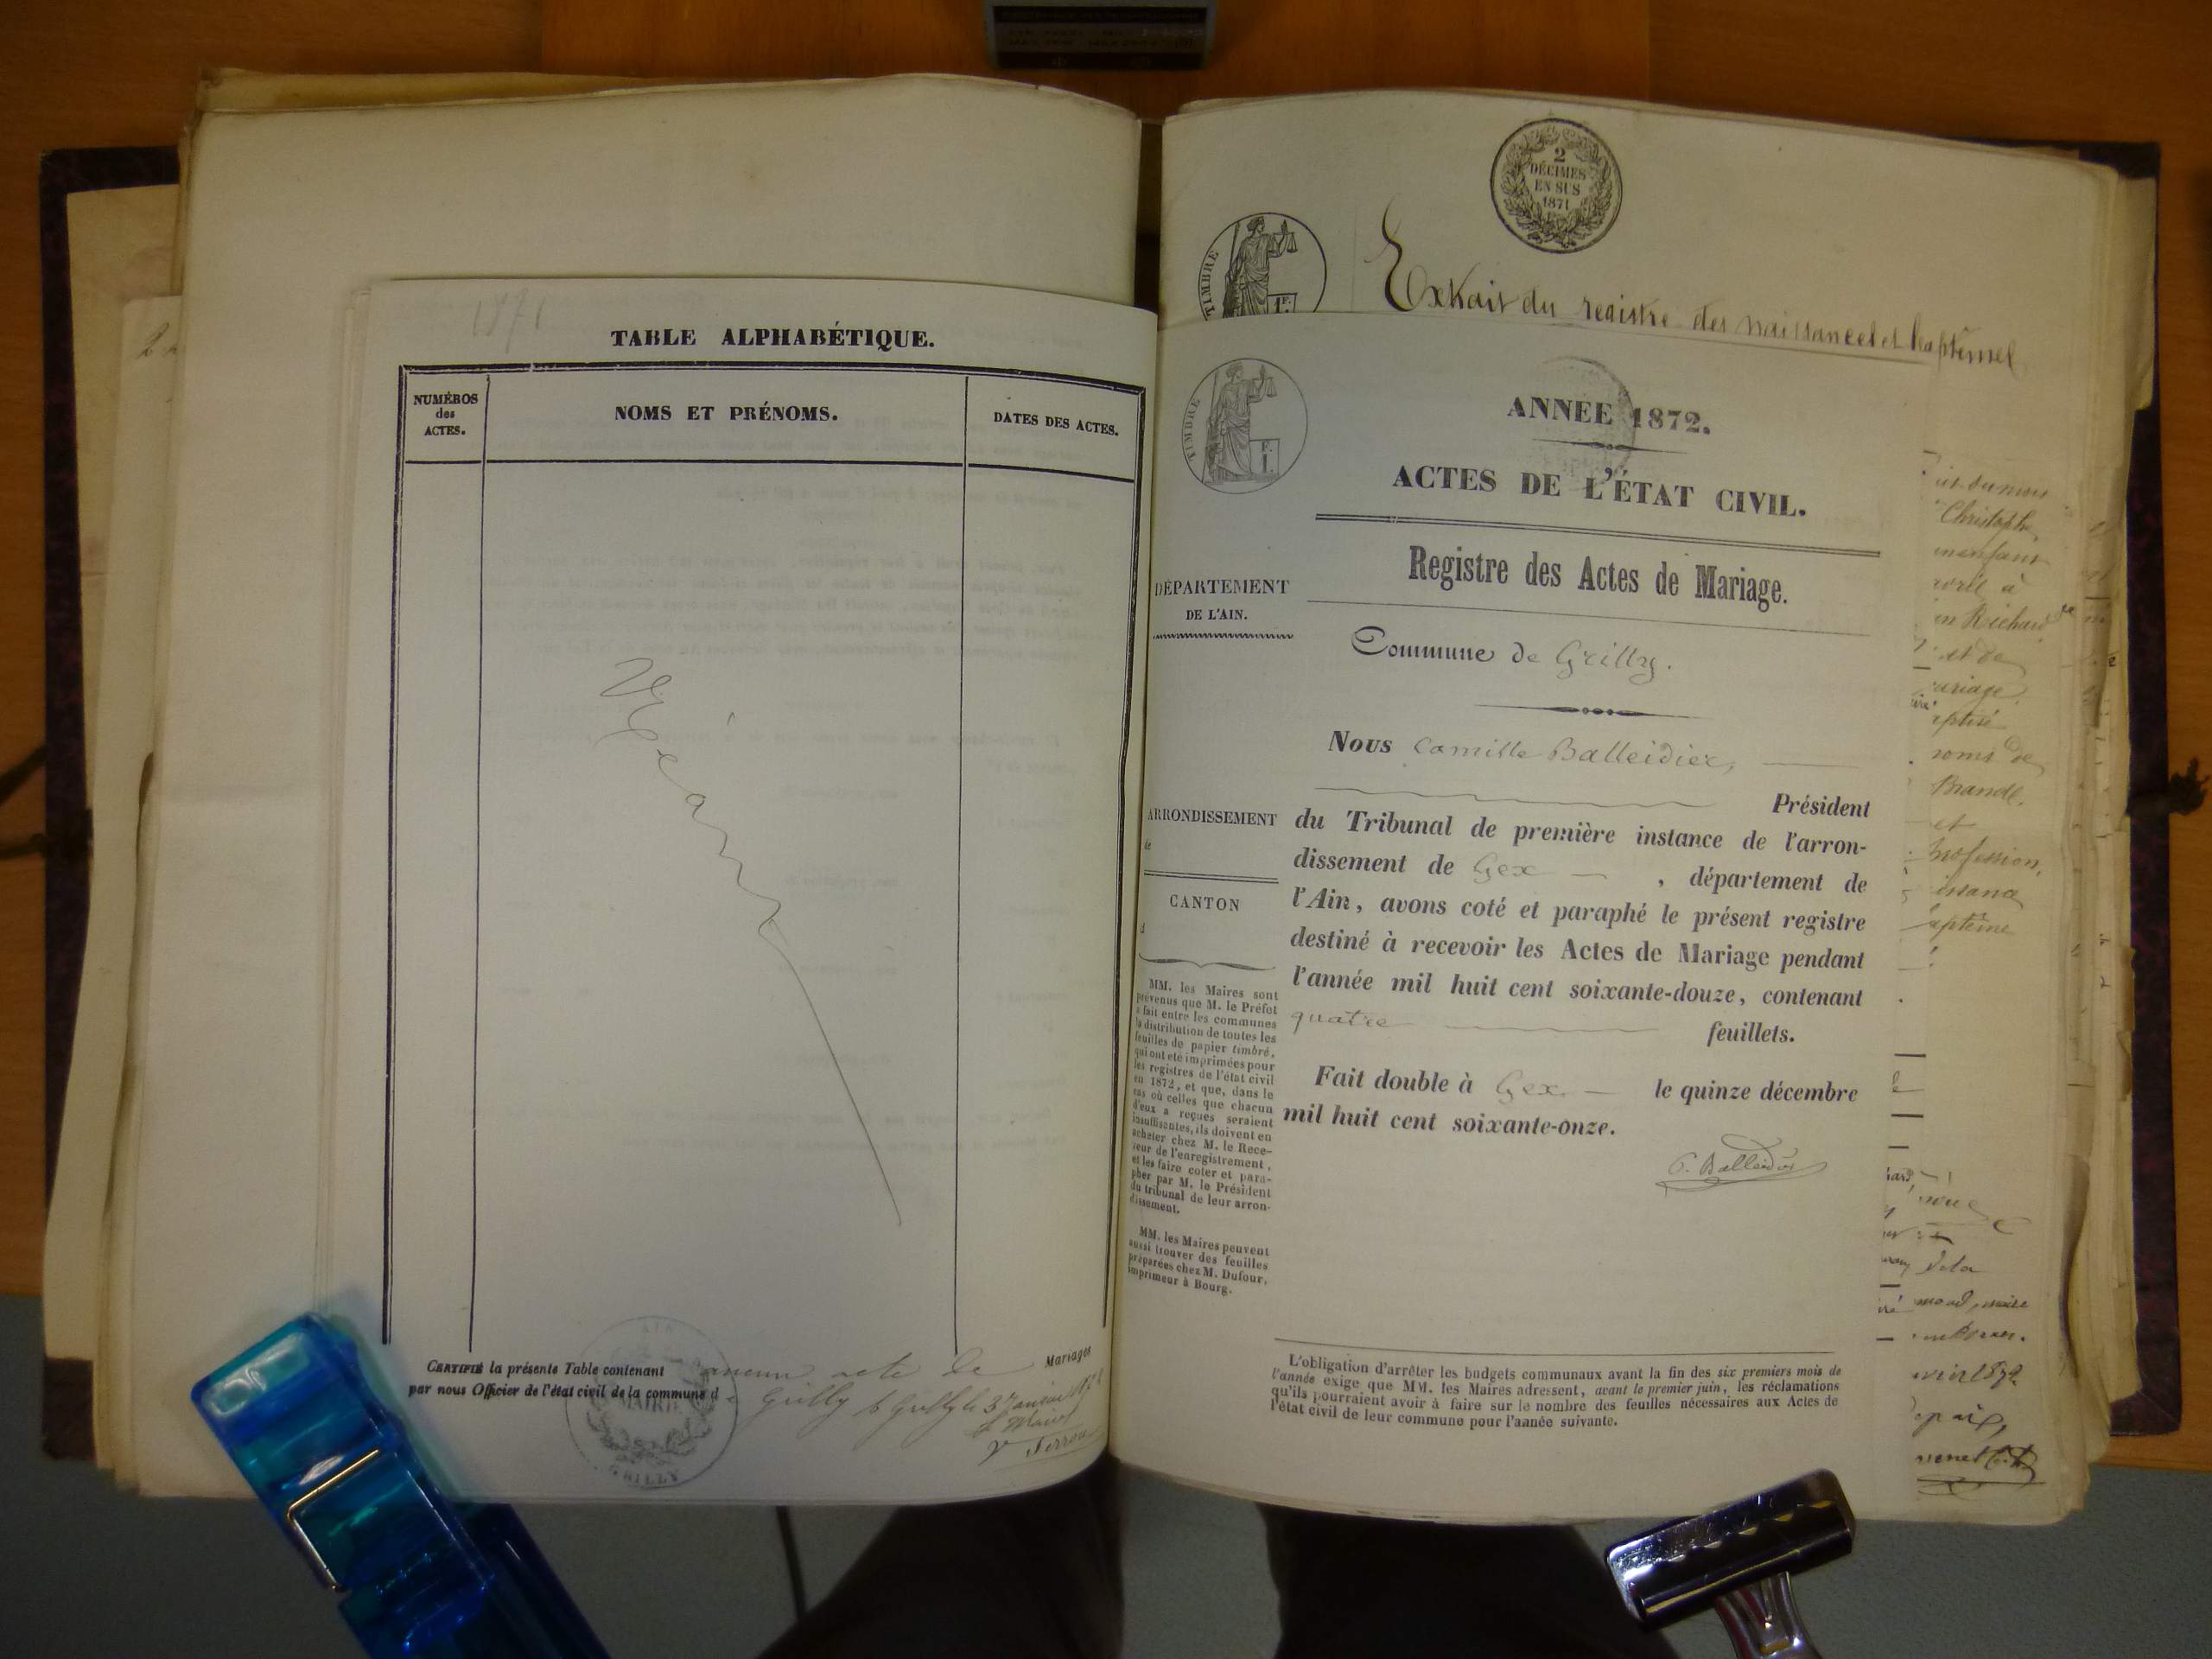 1871
TABLE ALPHABÉTIQUE.
NUMÉROS
des
ACTES.
NOMS ET PRÉNOMS.
DATES DES ACTES.
Néant
CERTIFIÉ la présente Table contenant aucun acte de Mariages
par nous Officier de l'état civil de la commune de Grilly à Grilly le 3 Janvier 1872
Le Maire
MAIRIE
GRILLY
2
DÉCIMES
EN SUS
1871
TIMBRE
1 F.
Extrait du registre des naissances et baptêmes
TIMBRE
F.
1.
ANNÉE 1872.
ACTES DE L'ÉTAT CIVIL.
Registre des Actes de Mariage.
DÉPARTEMENT
DE L'AIN.
Commune de Grilly.
Nous Camille Balleidier,
Président
ARRONDISSEMENT
de
CANTON
d
du Tribunal de première instance de l'arron-
dissement de Gex, département de
l'Ain, avons coté et paraphé le présent registre
destiné à recevoir les Actes de Mariage pendant
l'année mil huit cent soixante-douze, contenant
quatre feuillets.
Fait double à Gex le quinze décembre
mil huit cent soixante-onze.
C. Balleidier
MM. les Maires sont
prévenus que M. le Préfet
a fait entre les communes
la distribution de toutes les
feuilles de papier timbré,
qui ont été imprimées pour
les registres de l'état civil
en 1872, et que, dans le
cas où celles que chacun
d'eux a reçues seraient
insuffisantes, ils doivent en
acheter chez M. le Rece-
veur de l'enregistrement,
et les faire coter et para-
pher par M. le Président
du tribunal de leur arron-
dissement.
MM. les Maires peuvent
aussi trouver des feuilles
préparées chez M. Dufour,
imprimeur à Bourg.
L'obligation d'arrêter les budgets communaux avant la fin des six premiers mois de
l'année exige que MM. les Maires adressent, avant le premier juin, les réclamations
qu'ils pourraient avoir à faire sur le nombre des feuilles nécessaires aux Actes de
l'état civil de leur commune pour l'année suivante.
Christophe
Richard
et de
noms de
Brandt.
et
profession,